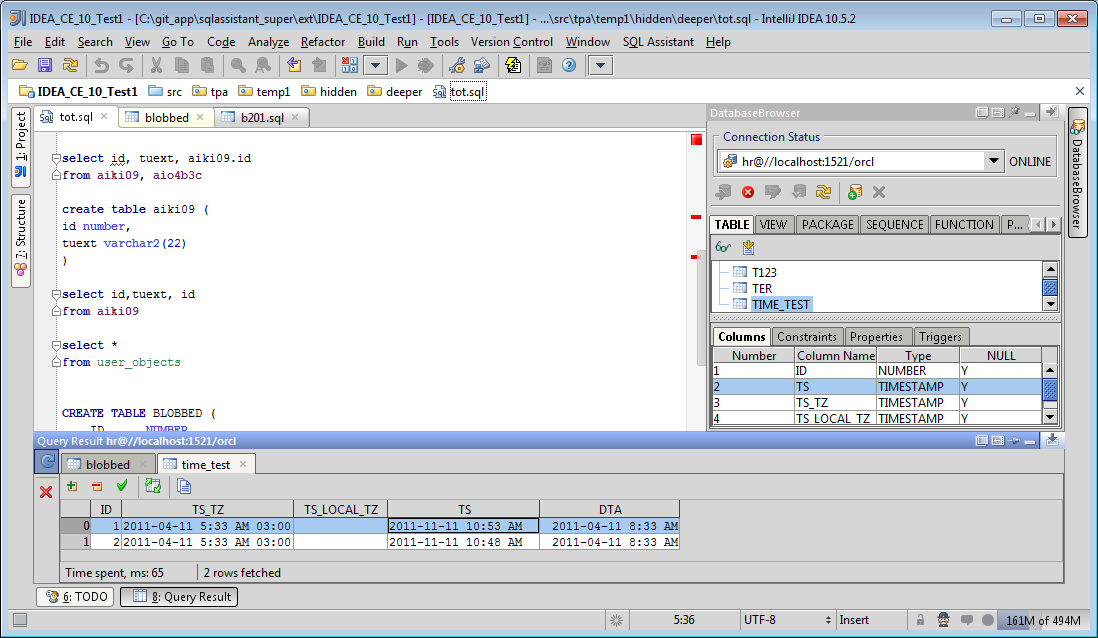 IDEA_CE_10_Test1] - [C:\git_app\sqlassistant_super\ext\IDEA_CE_10_Test1] - [IDEA_CE_10_Test1] - ...\src\tpa\temp1\hidden\deeper\tot.sql - IntelliJ IDEA 10.5.2
File Edit Search View Go To Code Analyze Refactor Build Run Tools Version Control Window SQL Assistant Help
IDEA_CE_10_Test1 src tpa temp1 hidden deeper tot.sql
1: Project
7: Structure
tot.sql blobbed b201.sql
select id, tuext, aiki09.id
from aiki09, aio4b3c
create table aiki09 (
id number,
tuext varchar2(22)
)
select id,tuext, id
from aiki09
select *
from user_objects
CREATE TABLE BLOBBED (
ID NUMBER
DatabaseBrowser
Connection Status
hr@//localhost:1521/orcl ONLINE
TABLE VIEW PACKAGE SEQUENCE FUNCTION P...
T123
TER
TIME_TEST
Columns Constraints Properties Triggers
Number Column Name Type NULL
1 ID NUMBER Y
2 TS TIMESTAMP Y
3 TS_TZ TIMESTAMP Y
4 TS_LOCAL_TZ TIMESTAMP Y
DatabaseBrowser
Query Result hr@//localhost:1521/orcl
blobbed time_test
ID TS_TZ TS_LOCAL_TZ TS DTA
0 1 2011-04-11 5:33 AM 03:00 2011-11-11 10:53 AM 2011-04-11 8:33 AM
1 2 2011-04-11 5:33 AM 03:00 2011-11-11 10:48 AM 2011-04-11 8:33 AM
Time spent, ms: 65 2 rows fetched
6: TODO 8: Query Result
5:36 UTF-8 Insert 161M of 494M